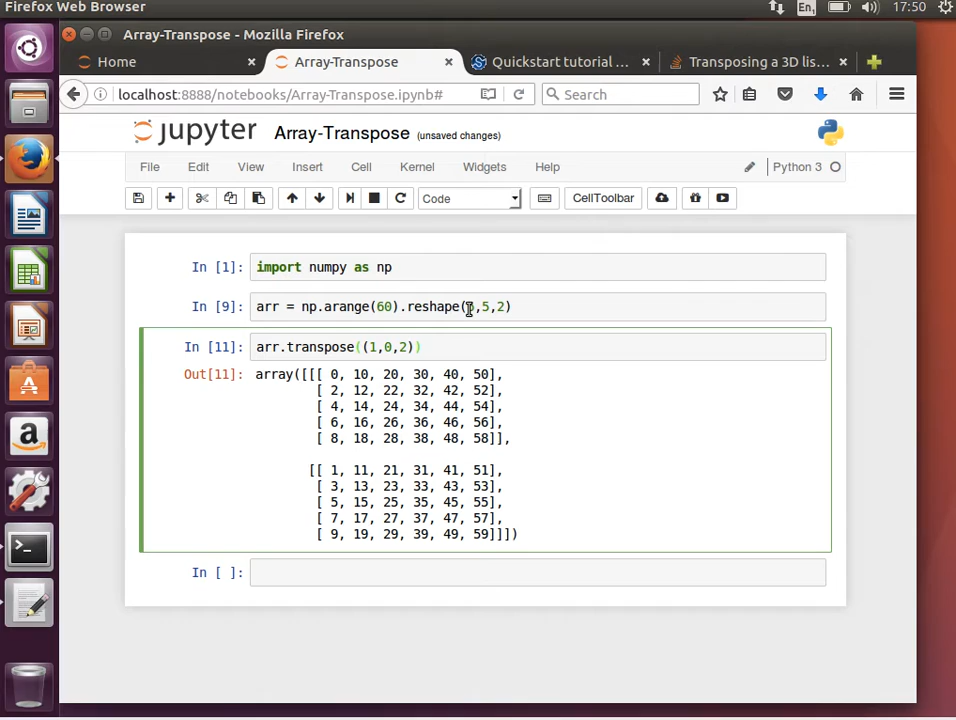 Firefox Web Browser
En
17:50
Array-Transpose - Mozilla Firefox
Home
Array-Transpose
Quickstart tutorial ...
Transposing a 3D lis...
localhost:8888/notebooks/Array-Transpose.ipynb#
Search
jupyter Array-Transpose (unsaved changes)
File Edit View Insert Cell Kernel Widgets Help
Python 3
Code
CellToolbar
In [1]: import numpy as np
In [9]: arr = np.arange(60).reshape( ,5,2)
In [11]: arr.transpose((1,0,2))
Out[11]: array([[[ 0, 10, 20, 30, 40, 50],
[ 2, 12, 22, 32, 42, 52],
[ 4, 14, 24, 34, 44, 54],
[ 6, 16, 26, 36, 46, 56],
[ 8, 18, 28, 38, 48, 58]],
[[ 1, 11, 21, 31, 41, 51],
[ 3, 13, 23, 33, 43, 53],
[ 5, 15, 25, 35, 45, 55],
[ 7, 17, 27, 37, 47, 57],
[ 9, 19, 29, 39, 49, 59]]])
In [ ]: